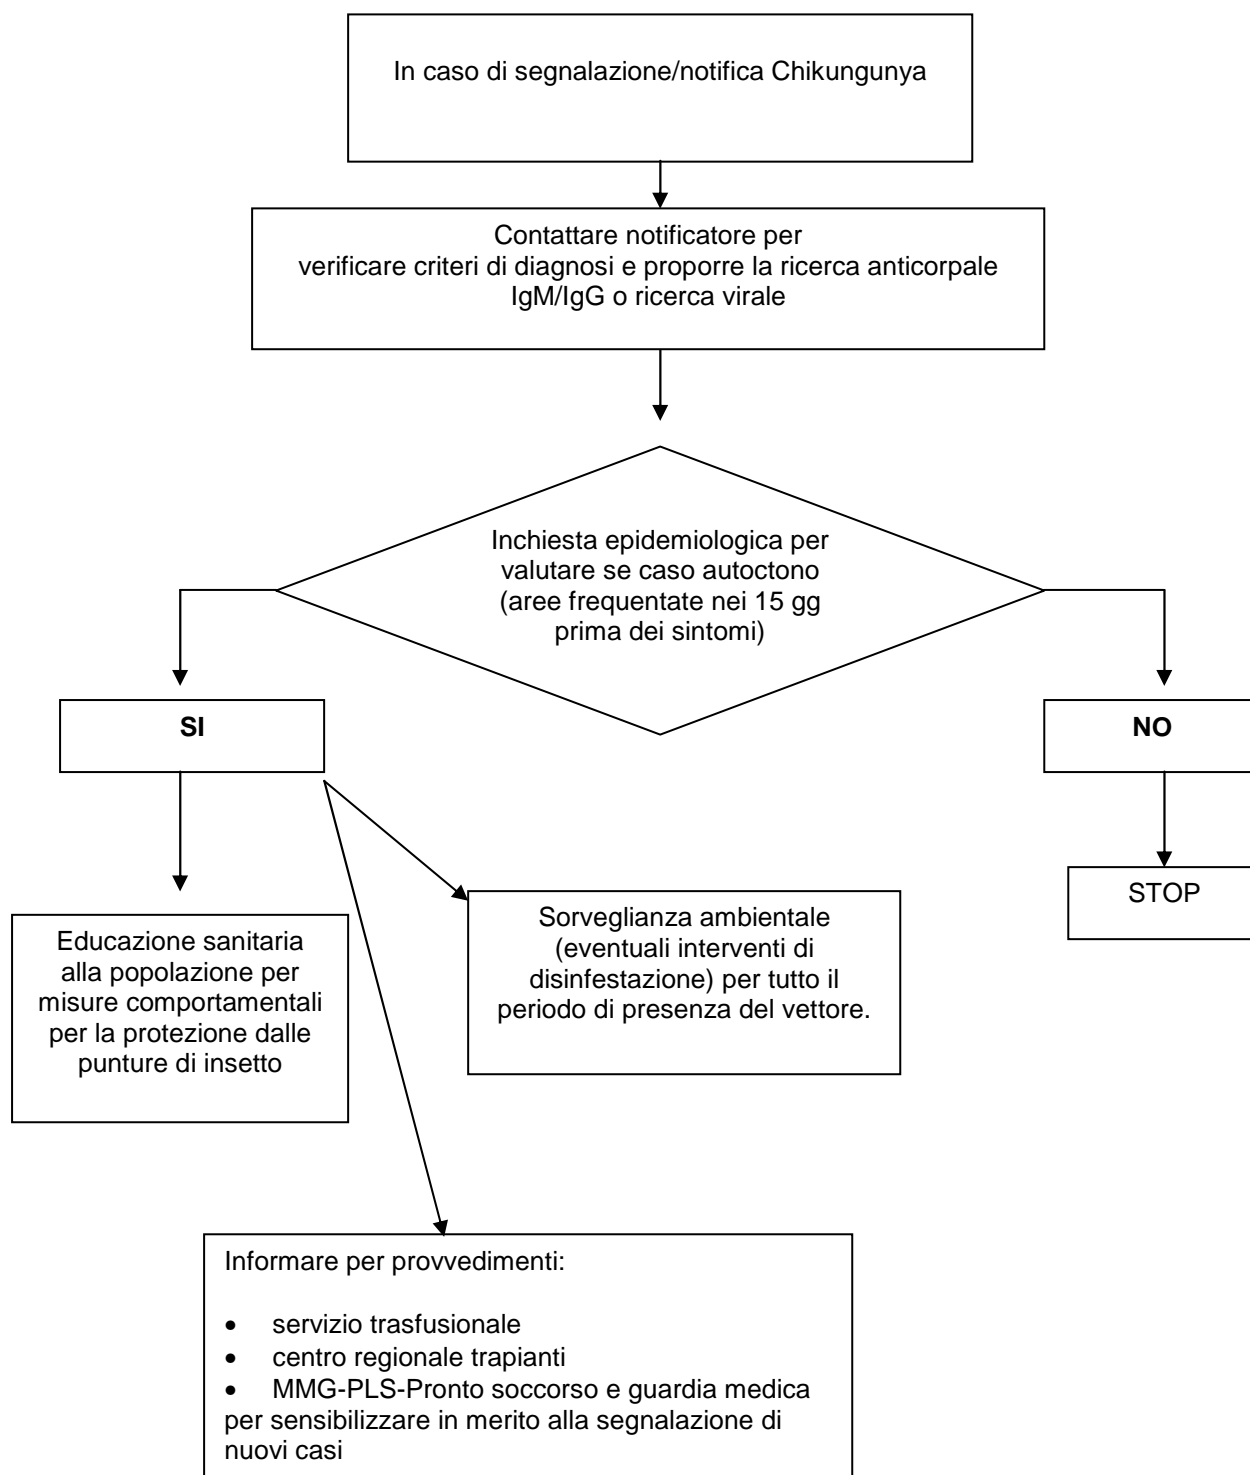 In caso di segnalazione/notifica Chikungunya
Contattare notificatore per
verificare criteri di diagnosi e proporre la ricerca anticorpale
IgM/IgG o ricerca virale
Inchiesta epidemiologica per
valutare se caso autoctono
(aree frequentate nei 15 gg
prima dei sintomi)
SI
NO
STOP
Educazione sanitaria
alla popolazione per
misure comportamentali
per la protezione dalle
punture di insetto
Sorveglianza ambientale
(eventuali interventi di
disinfestazione) per tutto il
periodo di presenza del vettore.
Informare per provvedimenti:
• servizio trasfusionale
• centro regionale trapianti
• MMG-PLS-Pronto soccorso e guardia medica
per sensibilizzare in merito alla segnalazione di
nuovi casi